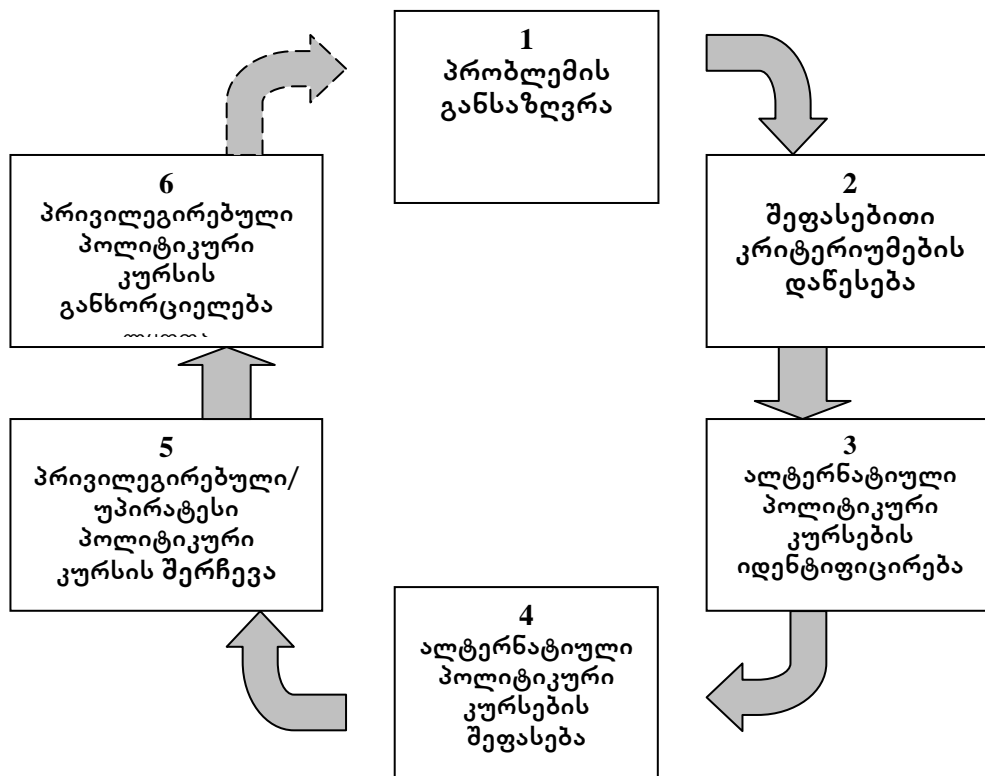 1
პრობლემის
განსაზღვრა
2
შეფასებითი
კრიტერიუმების
დაწესება
3
ალტერნატიული
პოლიტიკური
კურსების
იდენტიფიცირება
4
ალტერნატიული
პოლიტიკური
კურსების
შეფასება
5
პრივილეგირებული/
უპირატესი
პოლიტიკური
კურსის შერჩევა
6
პრივილეგირებული
პოლიტიკური
კურსის
განხორციელება